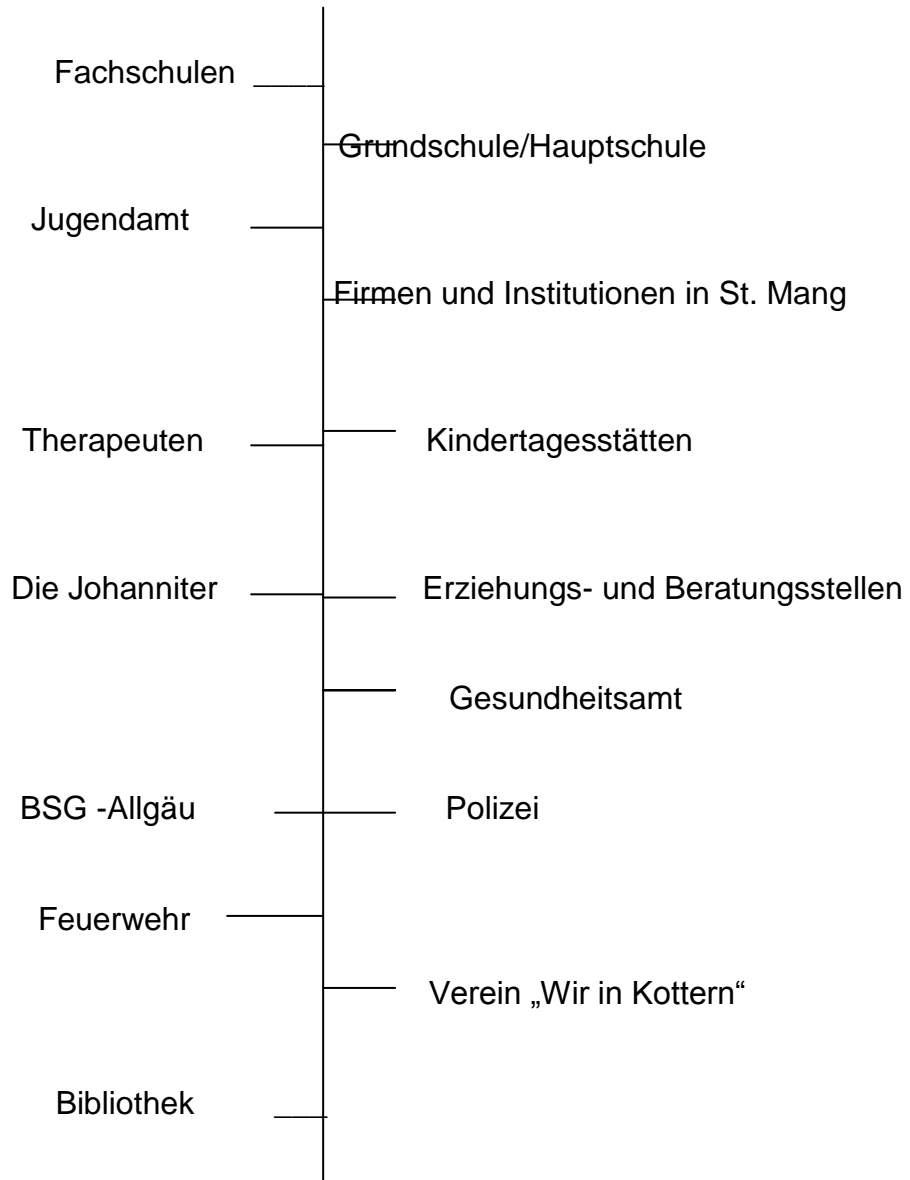 Fachschulen
Grundschule/Hauptschule
Jugendamt
Firmen und Institutionen in St. Mang
Therapeuten
Kindertagesstätten
Die Johanniter
Erziehungs- und Beratungsstellen
Gesundheitsamt
BSG -Allgäu
Polizei
Feuerwehr
Verein „Wir in Kottern“
Bibliothek